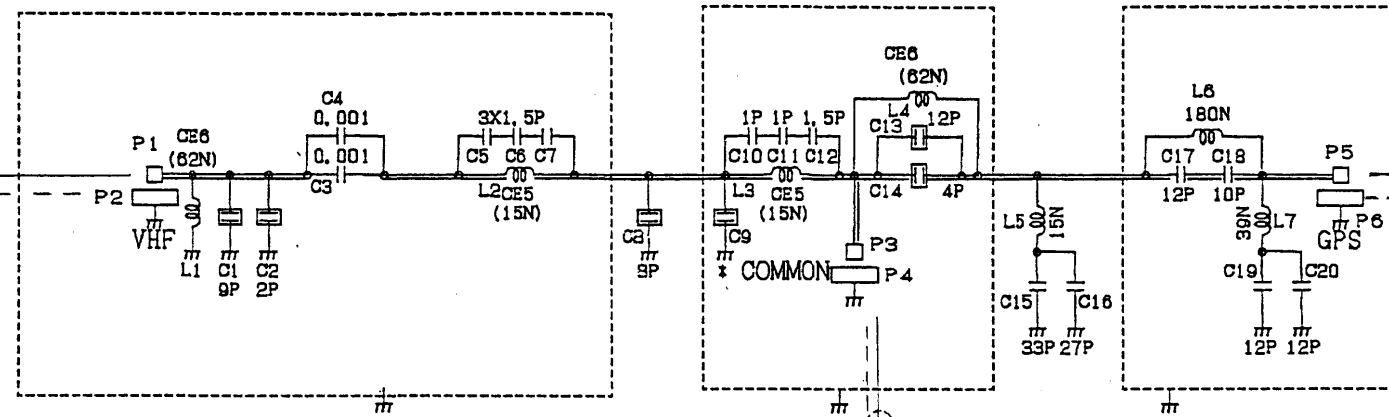 P1
CE6
(62N)
P2
VHF
L1
C1
9P
C2
2P
C4
0.001
0.001
C3
3X1.5P
C5 C6 C7
L2
CE5
(15N)
C8
9P
1P 1P 1.5P
C10 C11 C12
L3
CE5
(15N)
C9
*
COMMON
P3
P4
CE6
(62N)
L4
C13
12P
C14
4P
L5
15N
C15
C16
33P 27P
L6
180N
C17 C18
12P 10P
39N
L7
C19
C20
12P 12P
P5
P6
GPS